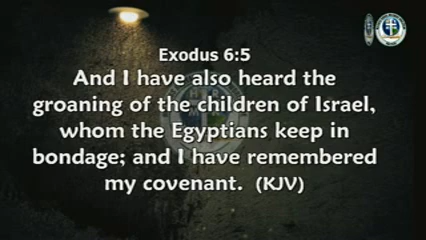 Exodus 6:5
And I have also heard the
groaning of the children of Israel,
whom the Egyptians keep in
bondage; and I have remembered
my covenant. (KJV)